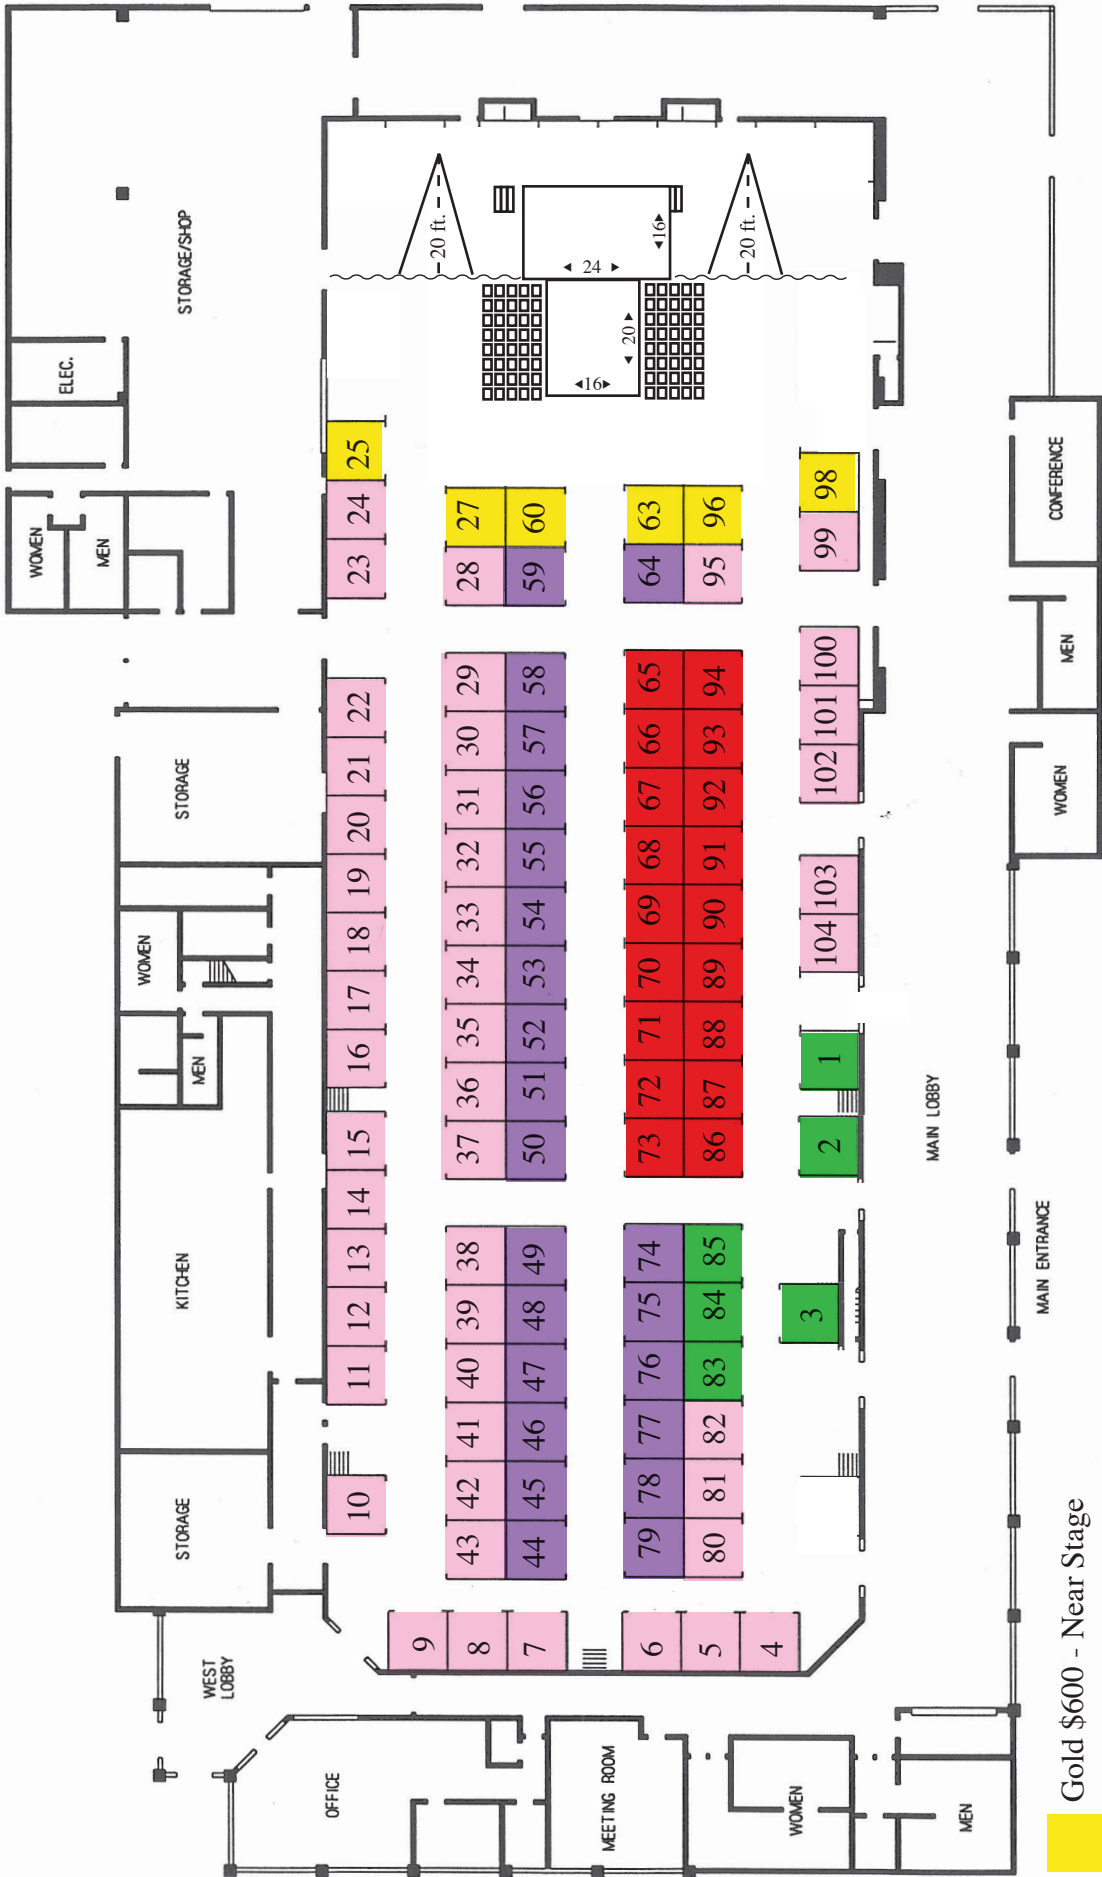 WOMEN
ELEC.
MEN
WOMEN
STORAGE
KITCHEN
STORAGE
STORAGE/SHOP
MEN
WEST
LOBBY
OFFICE
10 11 12 13 14 15 16 17 18 19 20 21 22 23 24 25
9
20 ft.
8 43 42 41 40 39 38 37 36 35 34 33 32 31 30 29 28 27
7 44 45 46 47 48 49 50 51 52 53 54 55 56 57 58 59 60
16 24
MEETING ROOM
20
6 79 78 77 76 75 74 73 72 71 70 69 68 67 66 65 64 63
16
5 80 81 82 83 84 85 86 87 88 89 90 91 92 93 94 95 96
20 ft.
4
WOMEN
3 2 1 104 103 102 101 100 99 98
MAIN LOBBY
MEN
MAIN ENTRANCE
CONFERENCE
WOMEN
MEN
Gold $600 - Near Stage